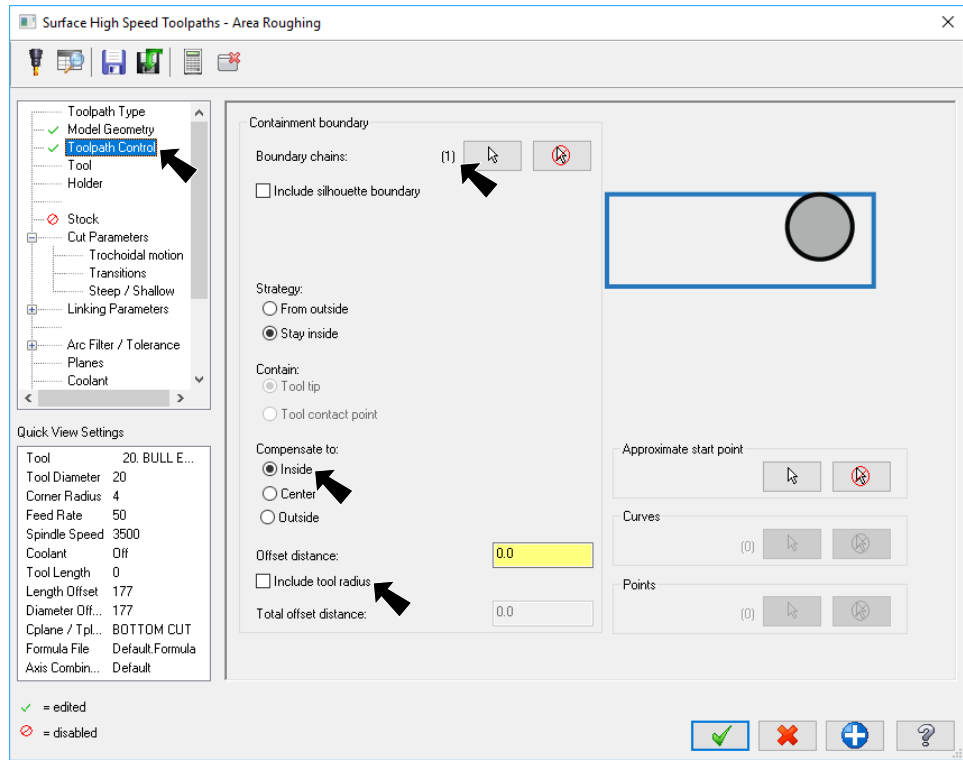 Surface High Speed Toolpaths - Area Roughing
Toolpath Type
Model Geometry
Toolpath Control
Tool
Holder
Stock
Cut Parameters
Trochoidal motion
Transitions
Steep / Shallow
Linking Parameters
Arc Filter / Tolerance
Planes
Coolant
Quick View Settings
Tool 20. BULL E...
Tool Diameter 20
Corner Radius 4
Feed Rate 50
Spindle Speed 3500
Coolant Off
Tool Length 0
Length Offset 177
Diameter Off... 177
Cplane / Tpl... BOTTOM CUT
Formula File Default.Formula
Axis Combin... Default
= edited
= disabled
Containment boundary
Boundary chains: (1)
Include silhouette boundary
Strategy:
From outside
Stay inside
Contain:
Tool tip
Tool contact point
Compensate to:
Inside
Center
Outside
Offset distance: 0.0
Include tool radius
Total offset distance: 0.0
Approximate start point
Curves
(0)
Points
(0)